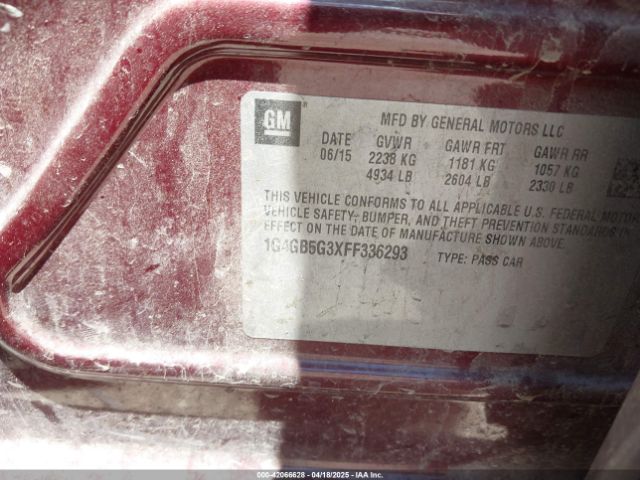 GM ®
MFD BY GENERAL MOTORS LLC
DATE GVWR GAWR FRT GAWR RR
06/15 2238 KG 1181 KG 1057 KG
4934 LB 2604 LB 2330 LB
THIS VEHICLE CONFORMS TO ALL APPLICABLE U.S. FEDERAL MOTOR
VEHICLE SAFETY, BUMPER, AND THEFT PREVENTION STANDARDS IN
EFFECT ON THE DATE OF MANUFACTURE SHOWN ABOVE.
1G4GB5G3XFF336293 TYPE: PASS CAR
000-42066628 - 04/18/2025 - IAAI.COM